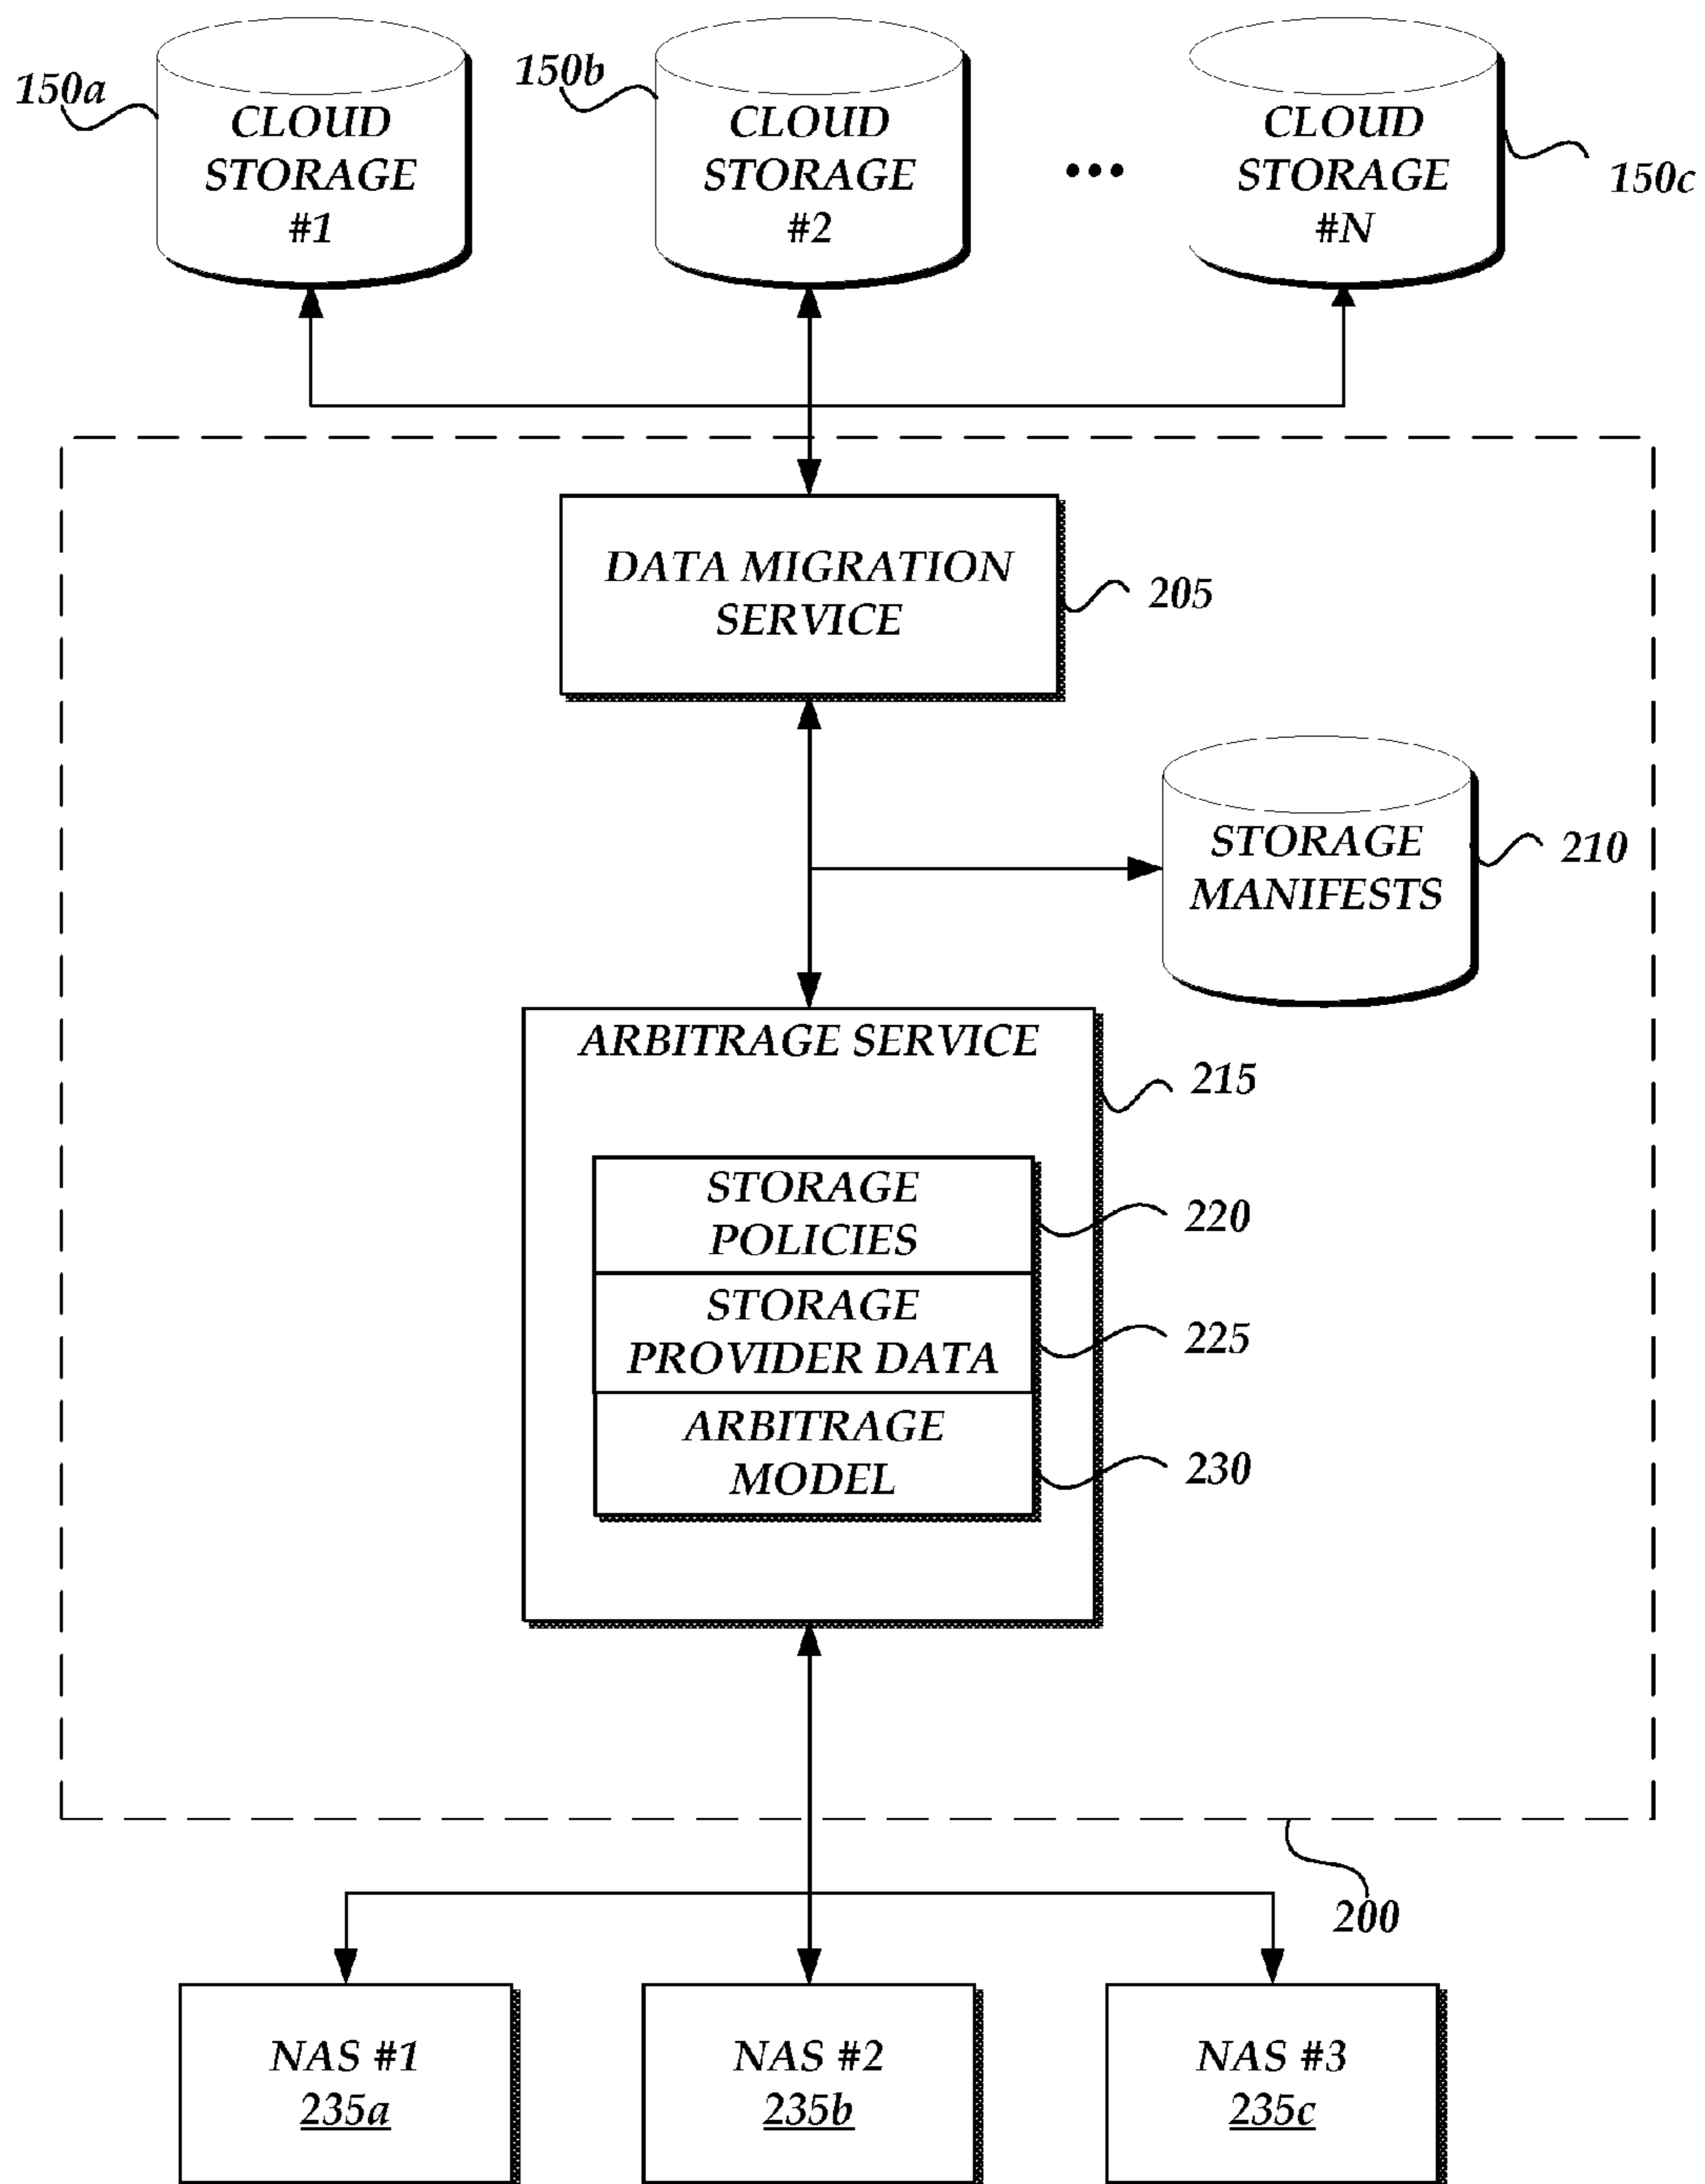 150a
CLOUD
STORAGE
#1
150b
CLOUD
STORAGE
#2
...
CLOUD
STORAGE
#N
150c
DATA MIGRATION
SERVICE
205
STORAGE
MANIFESTS
210
ARBITRAGE SERVICE
215
STORAGE
POLICIES
220
STORAGE
PROVIDER DATA
225
ARBITRAGE
MODEL
230
200
NAS #1
235a
NAS #2
235b
NAS #3
235c